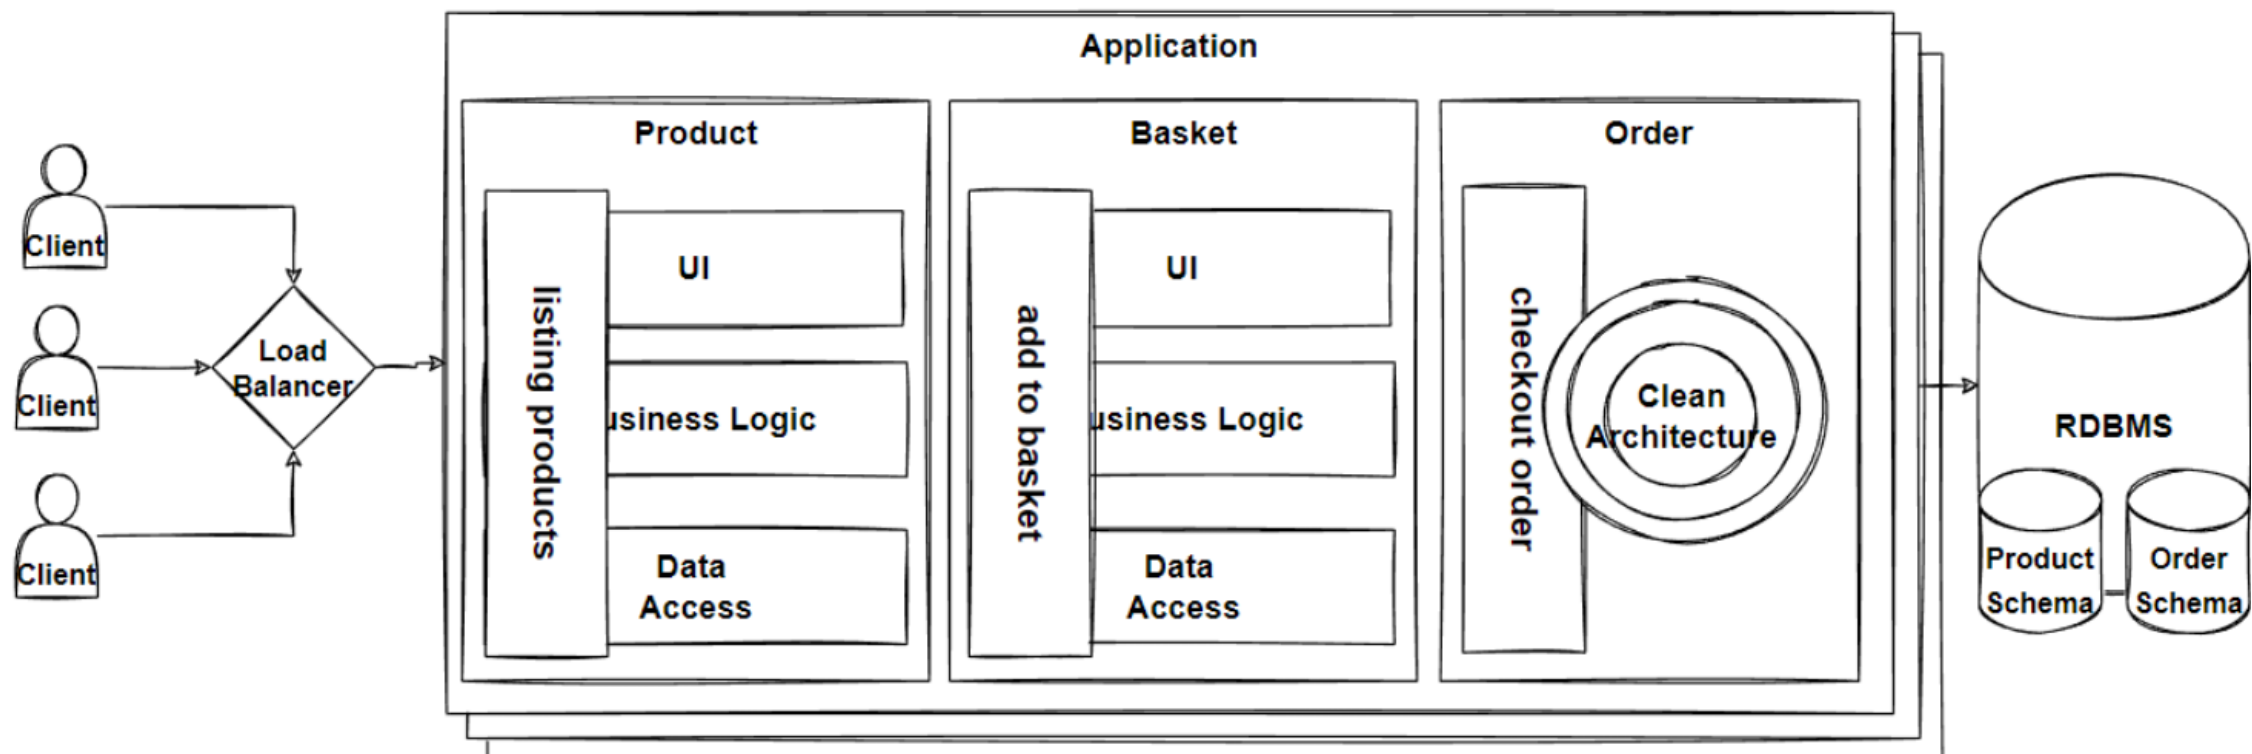 Application
Product
Basket
Order
Client
Client
Client
Load
Balancer
listing products
UI
usiness Logic
Data
Access
add to basket
UI
usiness Logic
Data
Access
checkout order
Clean
Architecture
RDBMS
Product
Schema
Order
Schema